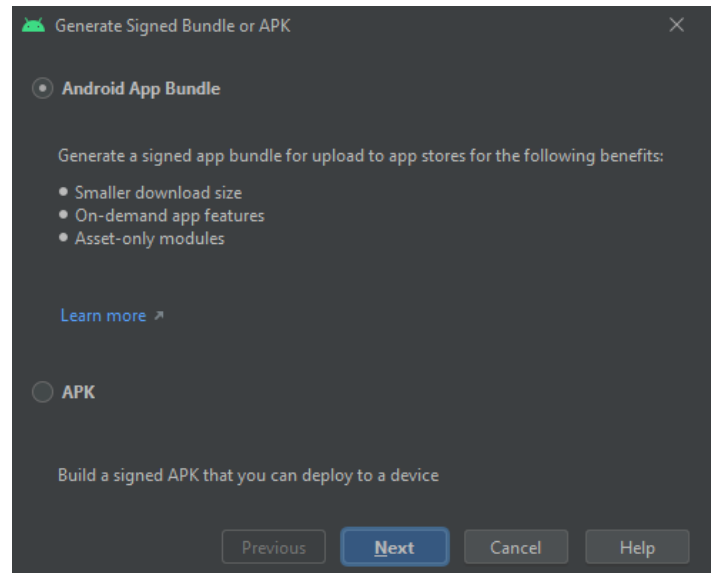 Generate Signed Bundle or APK
Android App Bundle
Generate a signed app bundle for upload to app stores for the following benefits:
• Smaller download size
• On-demand app features
• Asset-only modules
Learn more ↗
APK
Build a signed APK that you can deploy to a device
Previous Next Cancel Help